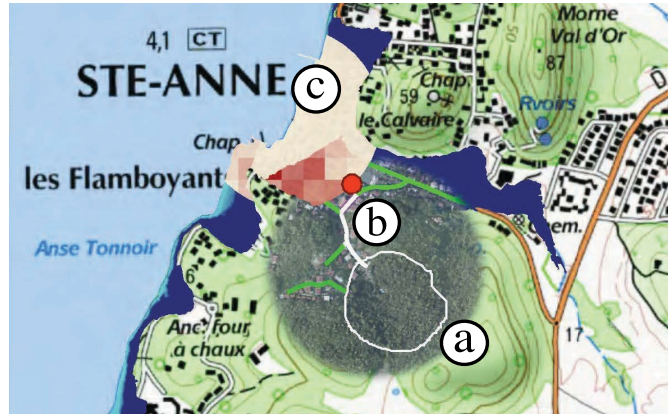 Morne
Val d'Or
4,1 CT
87
STE-ANNE
c
59
Chap
le Calvaire
Rvoirs
D
Chap
les Flamboyant
b
Cem.
Anse Tonnoir
6
Anc. four
à chaux
a
17